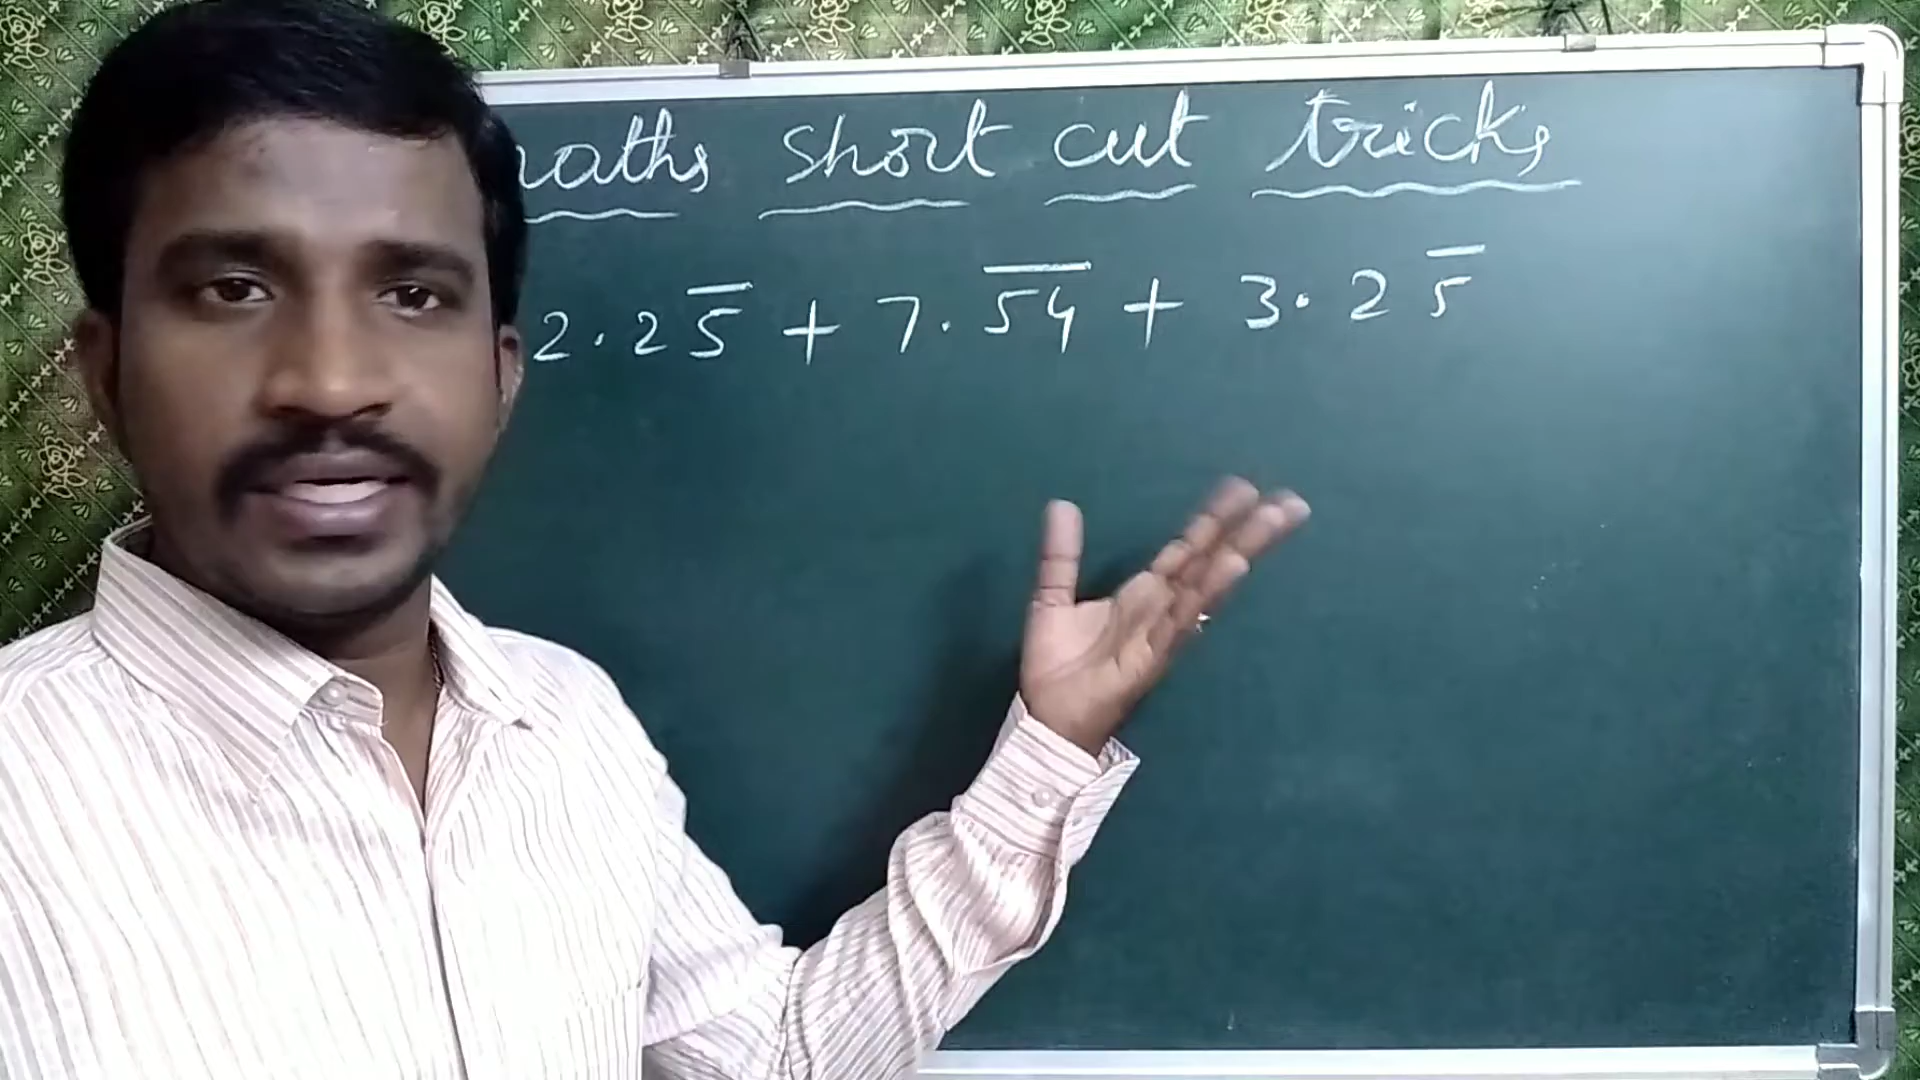 maths short cut tricks
2.25̅ + 7.5̅4̅ + 3.25̅